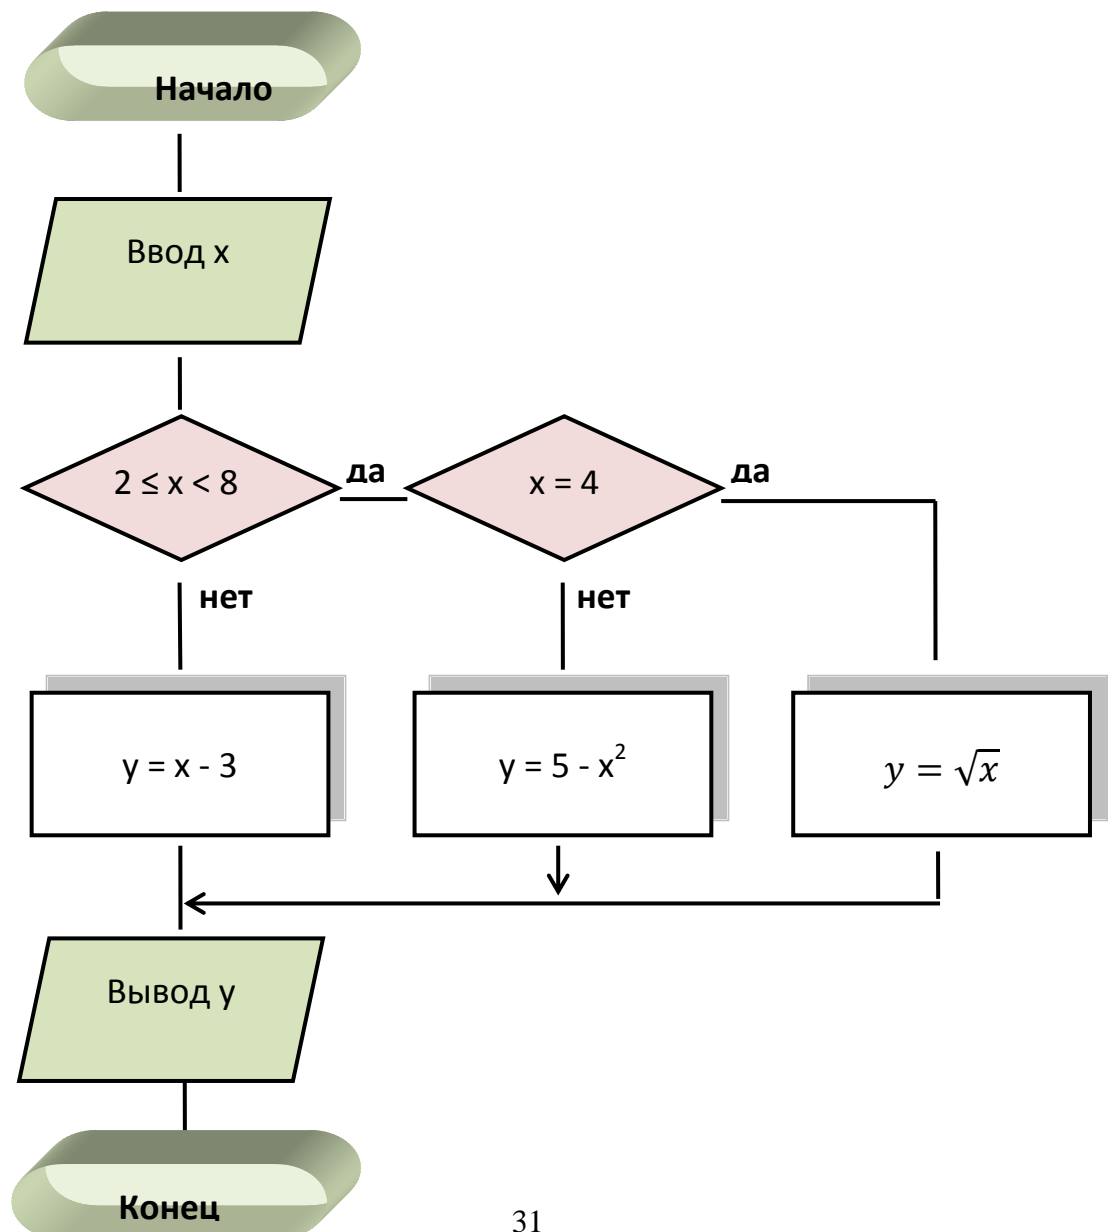 Начало
Ввод x
2 ≤ x < 8
да
x = 4
да
нет
нет
y = x - 3
y = 5 - x²
y = √x
Вывод y
Конец
31